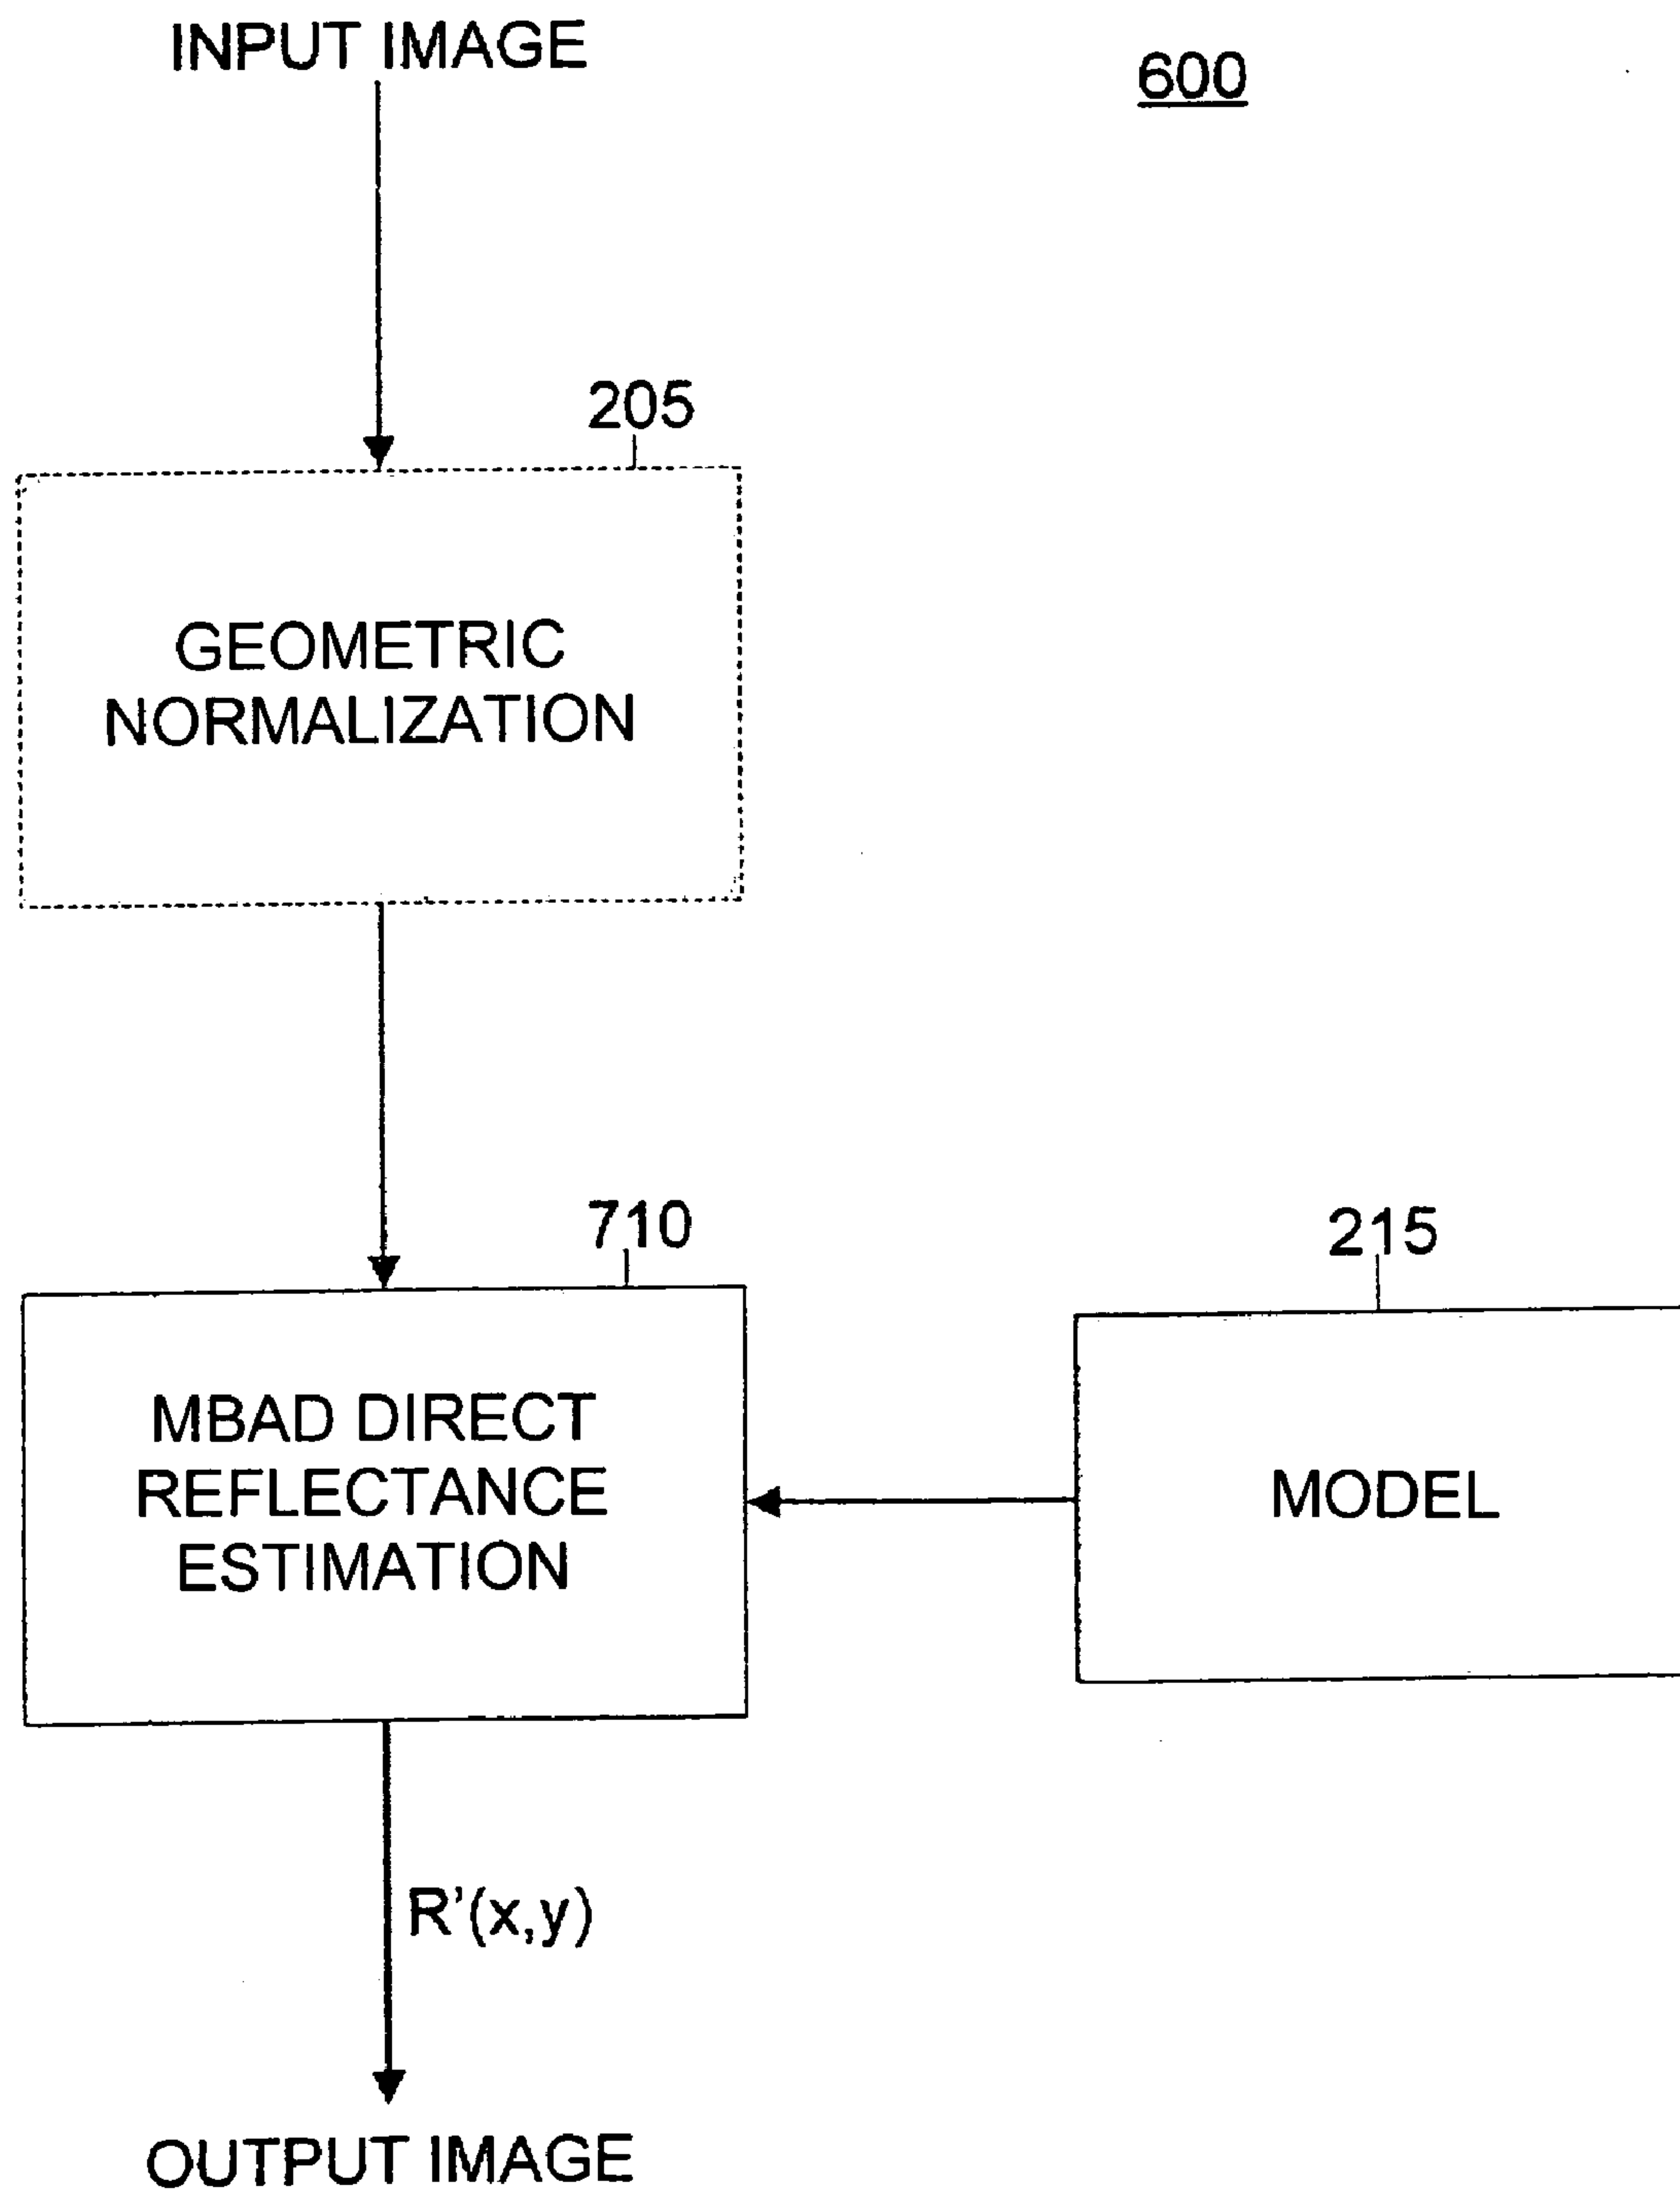 INPUT IMAGE
600
205
GEOMETRIC
NORMALIZATION
710
215
MBAD DIRECT
REFLECTANCE
ESTIMATION
MODEL
R'(x,y)
OUTPUT IMAGE